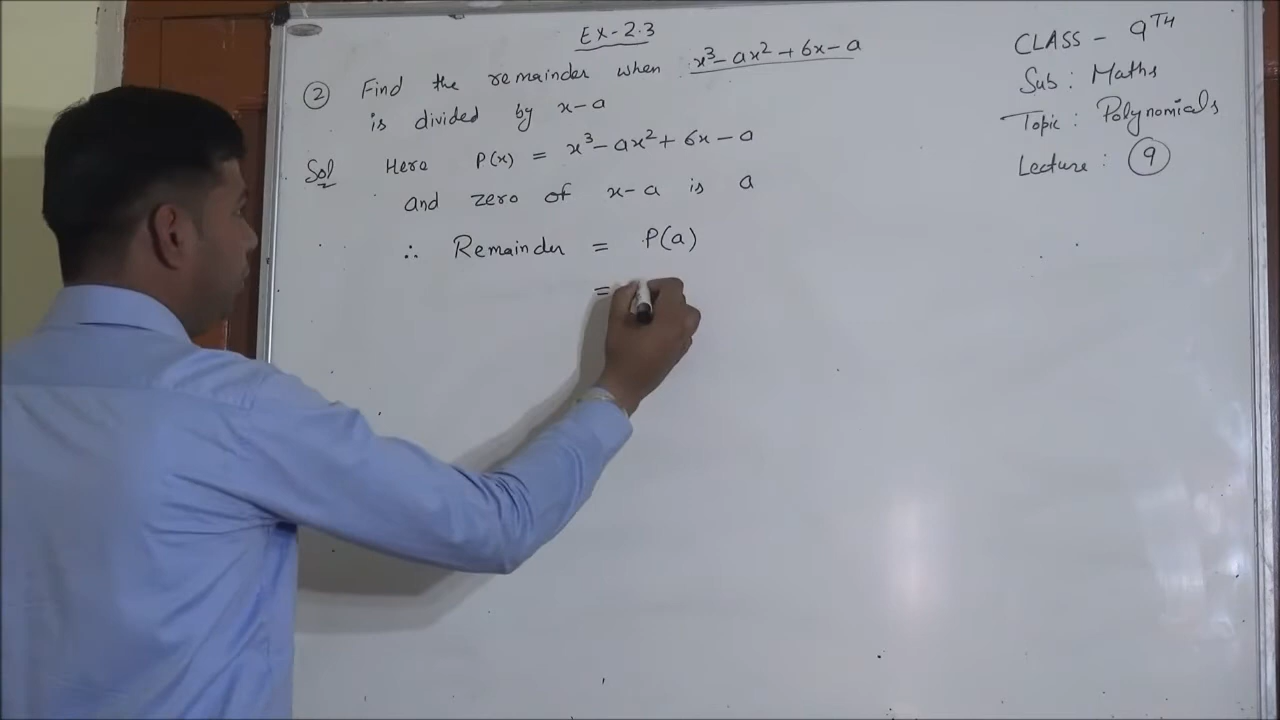 EX-2.3
② Find the remainder when x³-ax²+6x-a
is divided by x-a
Sol Here P(x) = x³-ax²+6x-a
and zero of x-a is a
∴ Remainder = P(a)
=
CLASS - 9TH
Sub : Maths
Topic : Polynomials
Lecture : ⑨